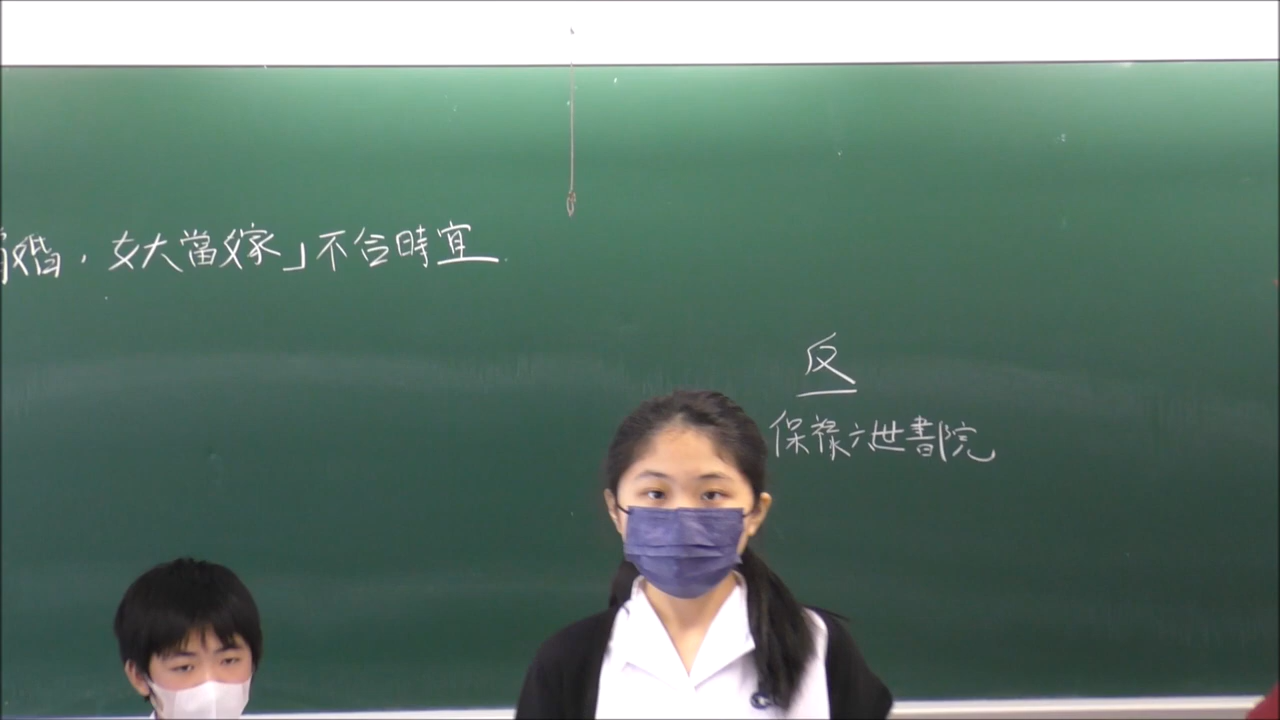 婚，女大當嫁」不合時宜
反
保祿六世書院